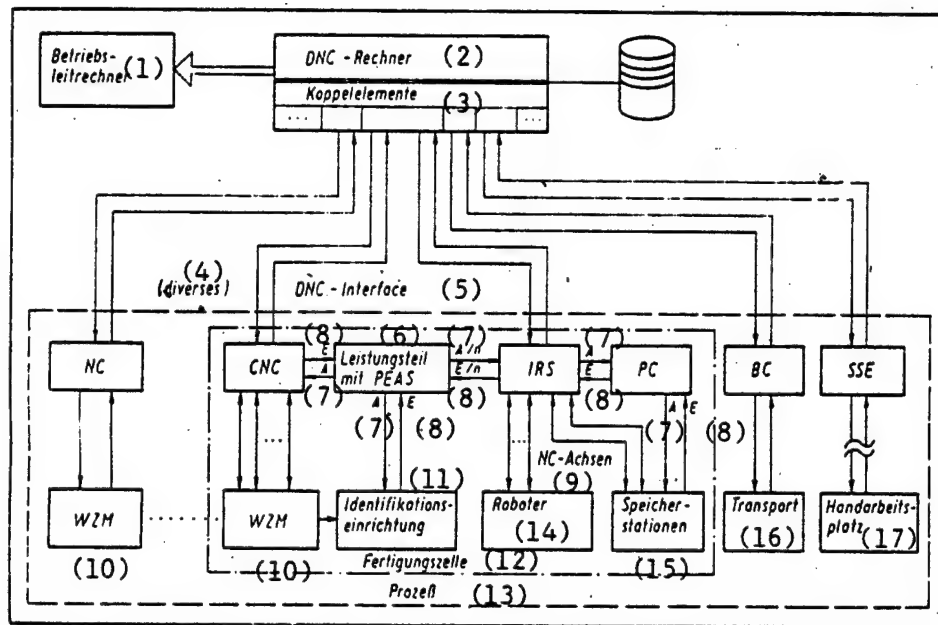 Betriebs-
leitrechner (1)
DNC - Rechner (2)
Koppelelemente (3)
... ... ...
(4)
(diverses)
DNC - Interface (5)
(8) (6) (7) (7)
NC
CNC
E
A
(7)
Leistungsteil
mit PEAS
A/n
E/n
(8)
IRS
A
E
(8)
PC
BC
SSE
A E
(7) (8)
A E
(7) (8)
... ...
NC-Achsen
(9)
(11)
WZM
(10)
WZM
(10)
Identifikations-
einrichtung
Roboter
(14)
Speicher-
stationen
(15)
Transport
(16)
Handarbeits-
platz (17)
Fertigungszelle (12)
Prozeß (13)